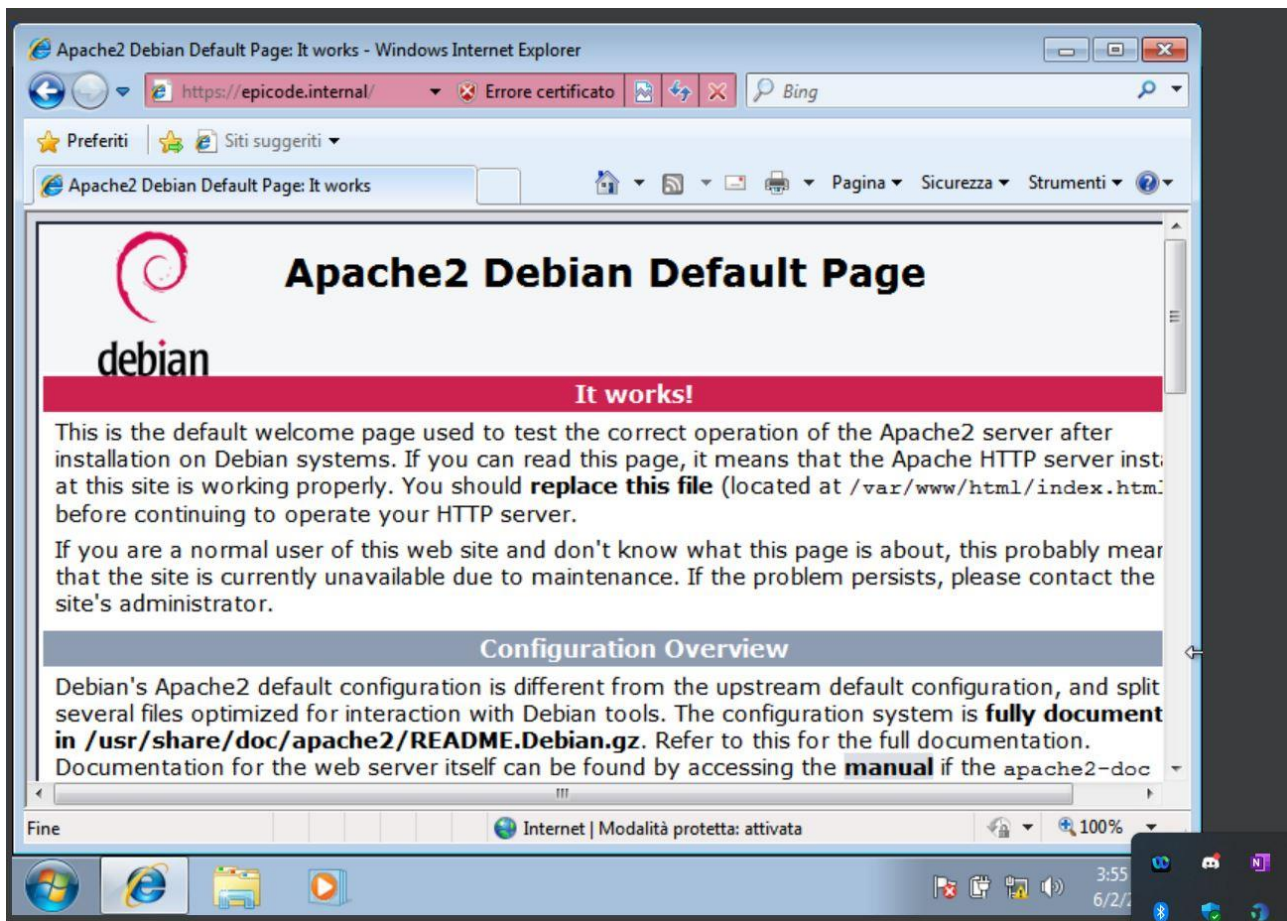 Apache2 Debian Default Page: It works - Windows Internet Explorer
https://epicode.internal/ Errore certificato Bing
Preferiti Siti suggeriti
Apache2 Debian Default Page: It works Pagina Sicurezza Strumenti
debian
Apache2 Debian Default Page
It works!
This is the default welcome page used to test the correct operation of the Apache2 server after
installation on Debian systems. If you can read this page, it means that the Apache HTTP server
at this site is working properly. You should replace this file (located at /var/www/html/index.html
before continuing to operate your HTTP server.
If you are a normal user of this web site and don't know what this page is about, this probably
that the site is currently unavailable due to maintenance. If the problem persists, please contact the
site's administrator.
Configuration Overview
Debian's Apache2 default configuration is different from the upstream default configuration, and split
several files optimized for interaction with Debian tools. The configuration system is fully document
in /usr/share/doc/apache2/README.Debian.gz. Refer to this for the full documentation.
Documentation for the web server itself can be found by accessing the manual if the apache2-doc
Fine Internet | Modalità protetta: attivata 100%
3:55
6/2/